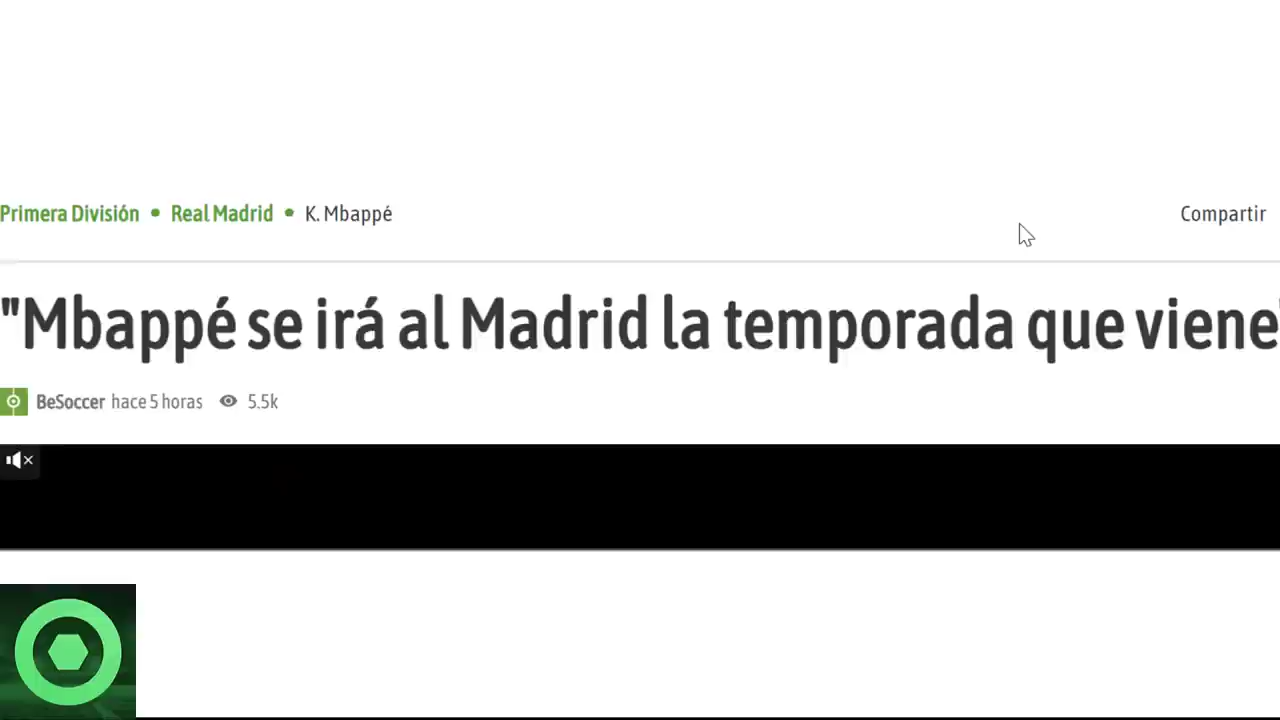 Primera División • Real Madrid • K. Mbappé Compartir
"Mbappé se irá al Madrid la temporada que viene"
BeSoccer hace 5 horas 5.5k